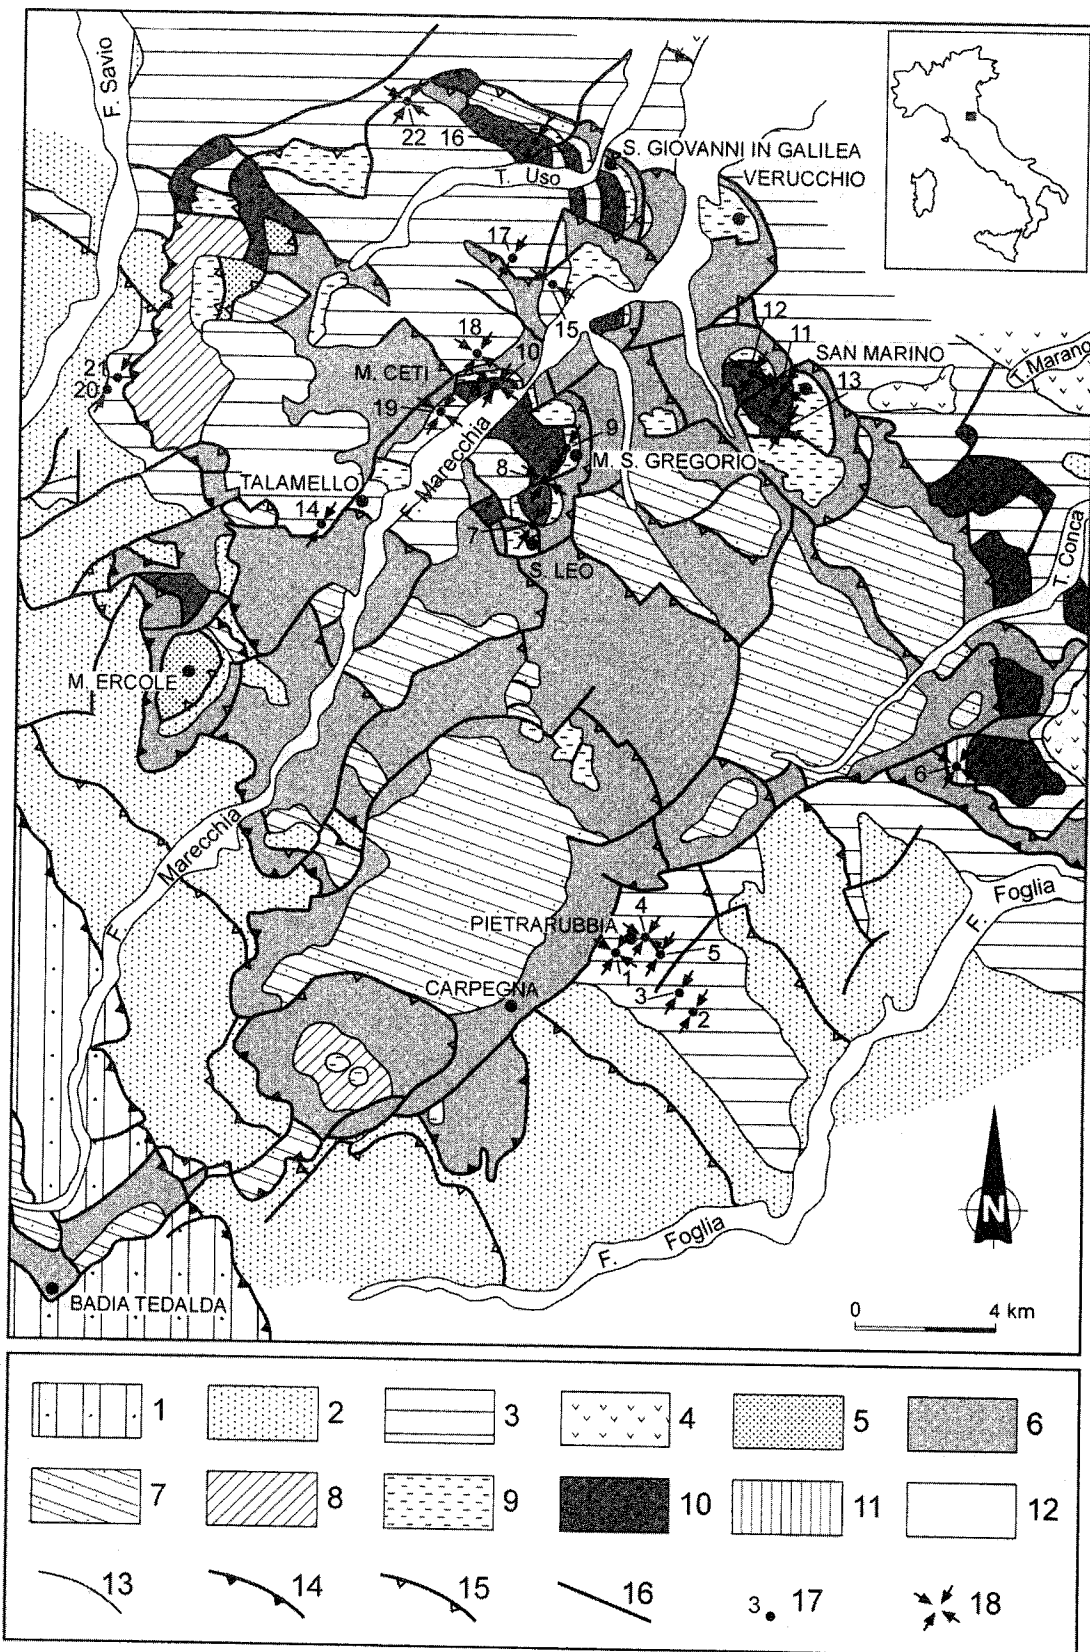 F. Savio
22 16
S. GIOVANNI IN GALILEA
T. Uso
VERUCCHIO
17
15
12
18
11
10
SAN MARINO
T. Marano
M. CETI
21
20
13
19
9
F. Marecchia
8
M. S. GREGORIO
TALAMELLO
14
7
S. LEO
T. Conca
M. ERCOLE
6
F. Marecchia
F. Foglia
4
PIETRARUBBIA
5
1
CARPEGNA
3
2
N
F. Foglia
BADIA TEDALDA
0 4 km
1 2 3 4 5 6
7 8 9 10 11 12
13 14 15 16 3 17 18